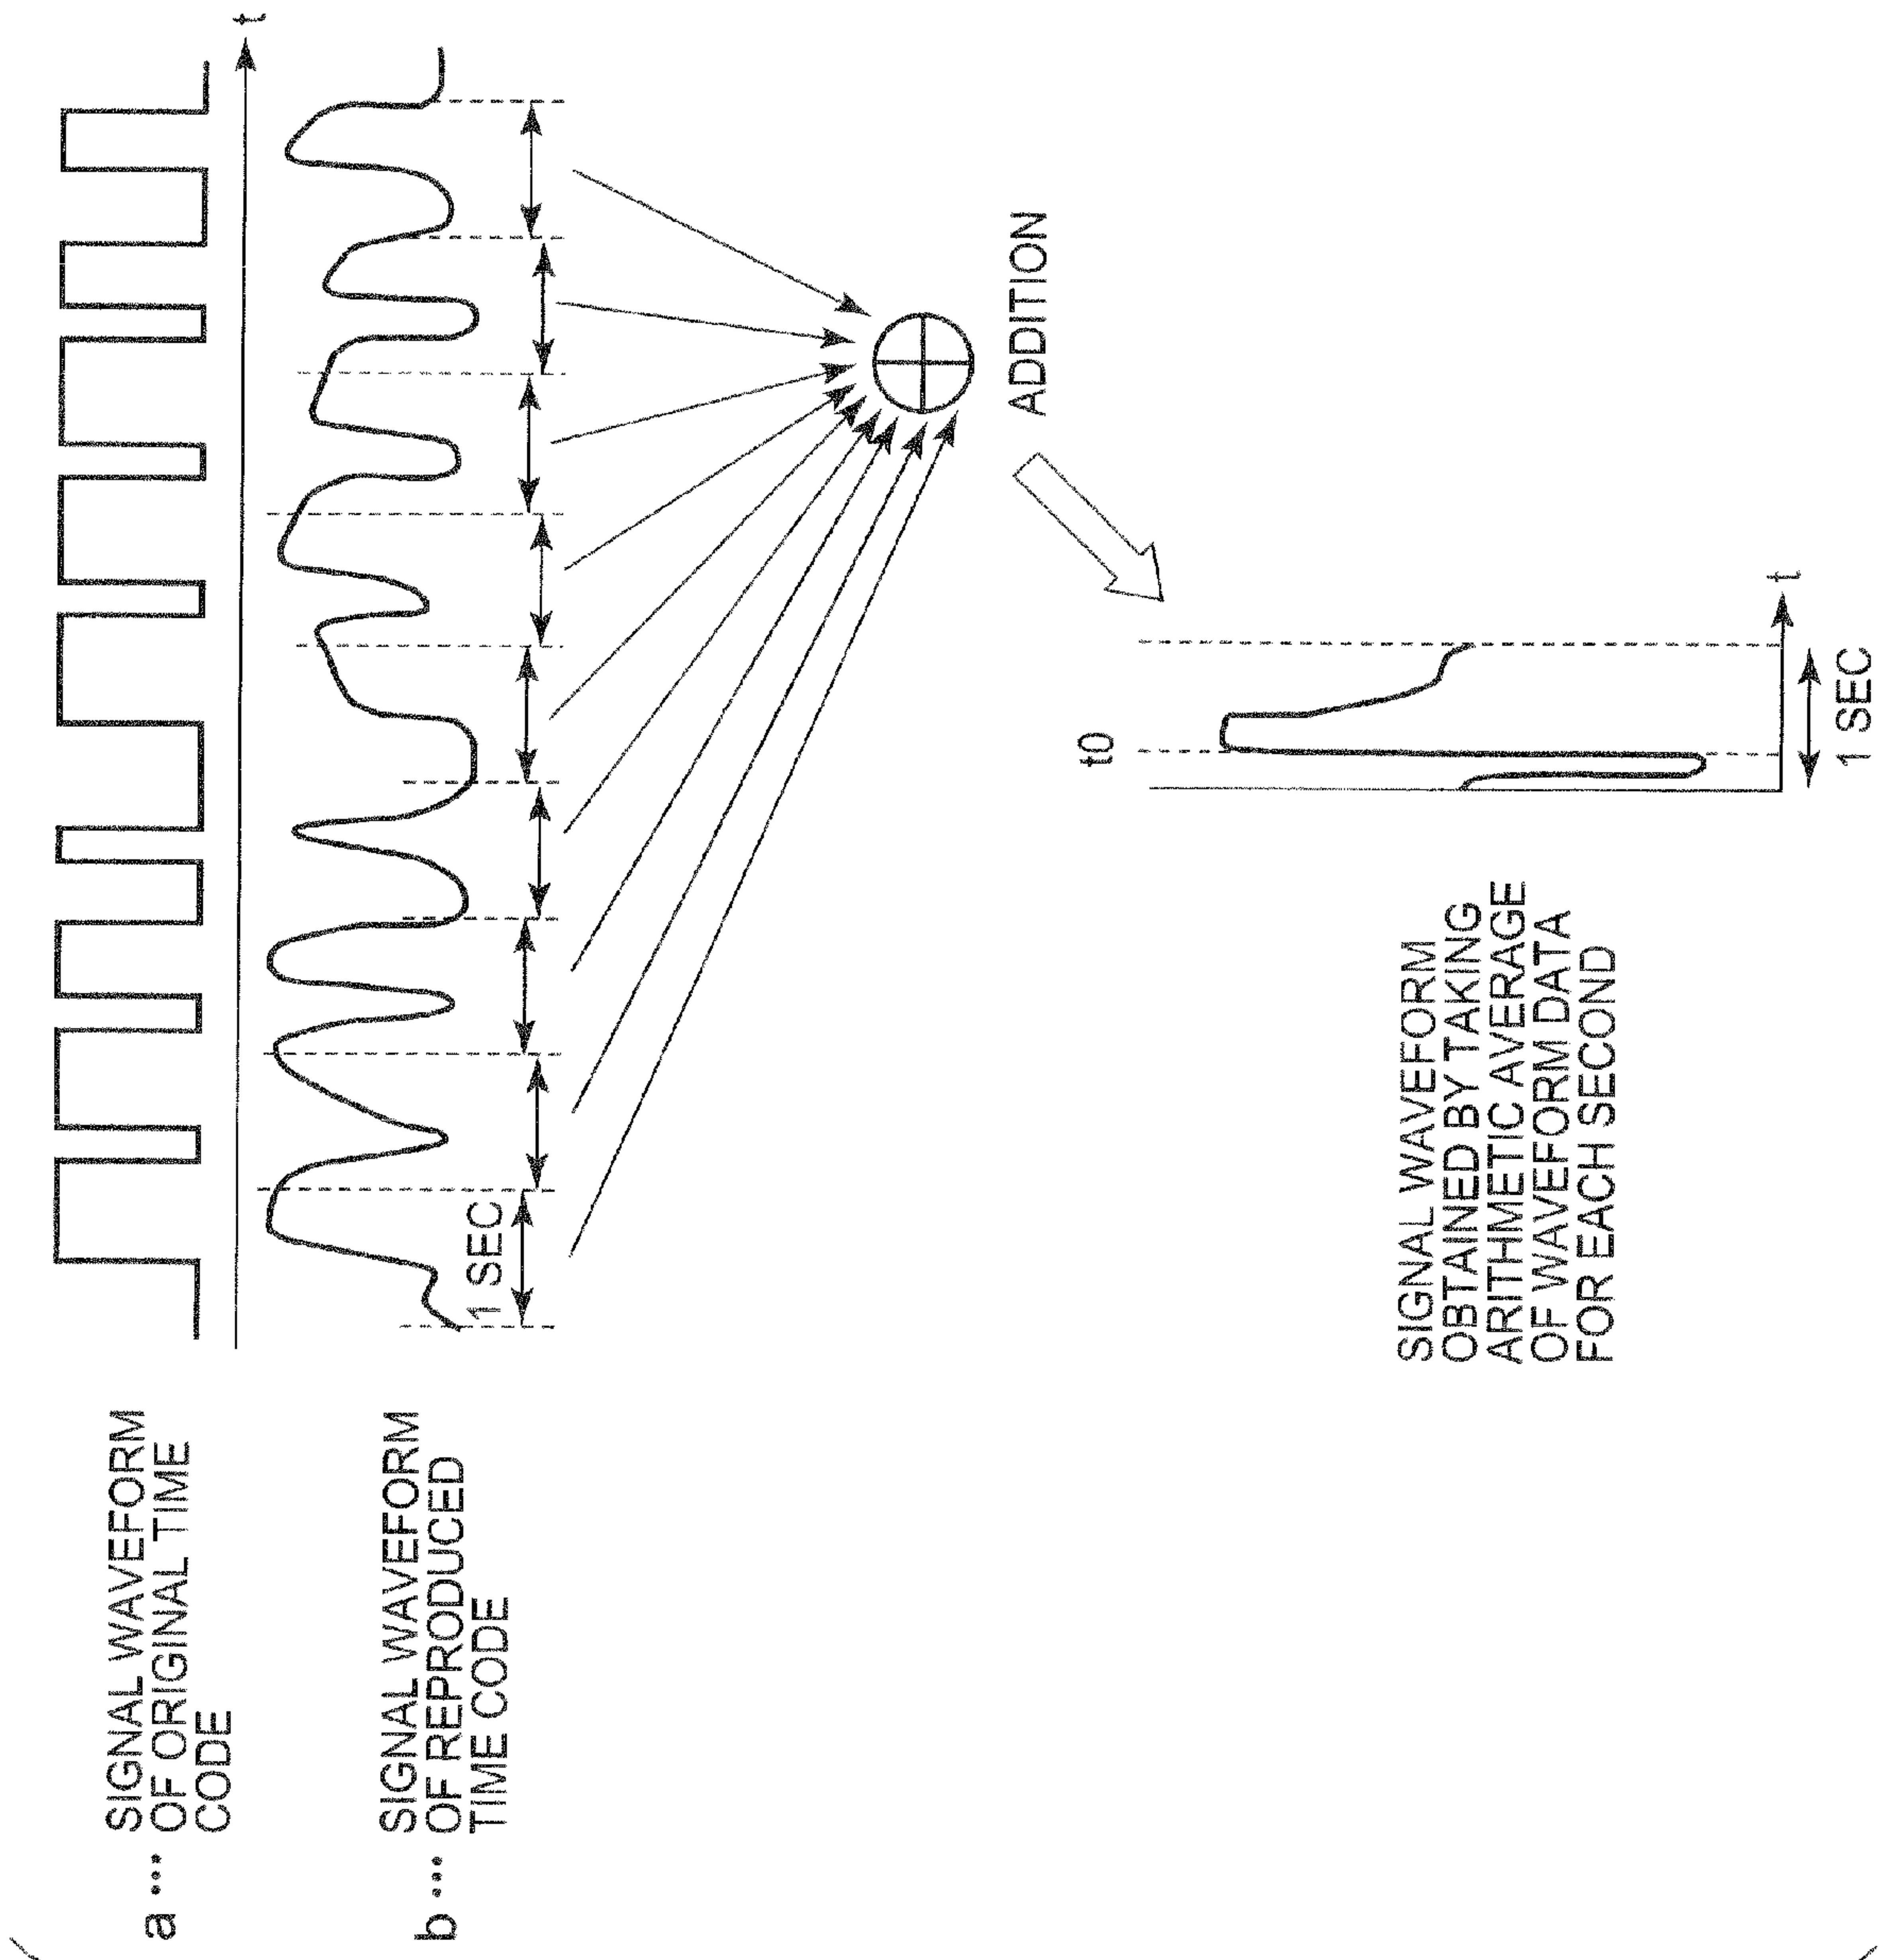 a ··· SIGNAL WAVEFORM
OF ORIGINAL TIME
CODE
t
b ··· SIGNAL WAVEFORM
OF REPRODUCED
TIME CODE
1 SEC
ADDITION
SIGNAL WAVEFORM
OBTAINED BY TAKING
ARITHMETIC AVERAGE
OF WAVEFORM DATA
FOR EACH SECOND
t0
t
1 SEC